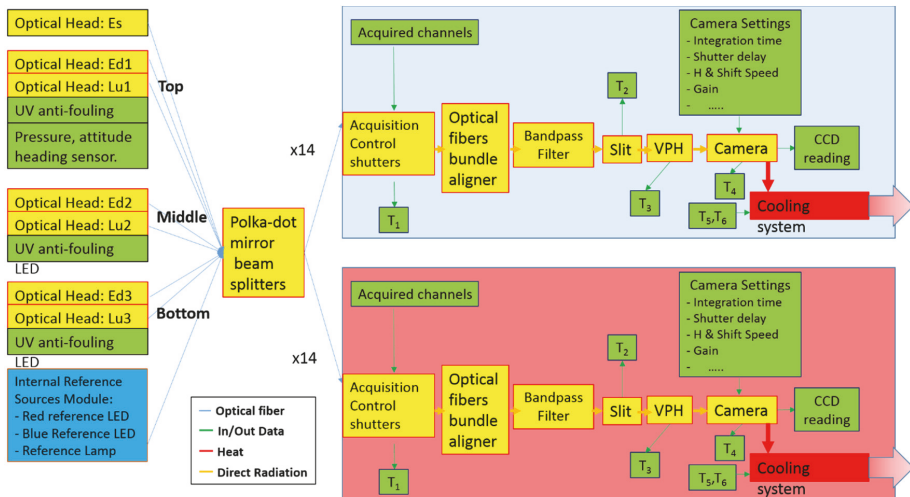 Optical Head: Es
Optical Head: Ed1
Optical Head: Lu1
UV anti-fouling
Pressure, attitude
heading sensor.
Top
Optical Head: Ed2
Optical Head: Lu2
UV anti-fouling
LED
Middle
Optical Head: Ed3
Optical Head: Lu3
UV anti-fouling
LED
Bottom
Internal Reference
Sources Module:
- Red reference LED
- Blue Reference LED
- Reference Lamp
Polka-dot
mirror
beam
splitters
x14
x14
Optical fiber
In/Out Data
Heat
Direct Radiation
Acquired channels
Acquisition
Control
shutters
T1
Optical
fibers
bundle
aligner
Bandpass
Filter
Slit
T2
VPH
T3
Camera Settings
- Integration time
- Shutter delay
- H & Shift Speed
- Gain
- .....
Camera
T4
CCD
reading
T5,T6
Cooling
system
Acquired channels
Acquisition
Control
shutters
T1
Optical
fibers
bundle
aligner
Bandpass
Filter
Slit
T2
VPH
T3
Camera Settings
- Integration time
- Shutter delay
- H & Shift Speed
- Gain
- .....
Camera
T4
CCD
reading
T5,T6
Cooling
system